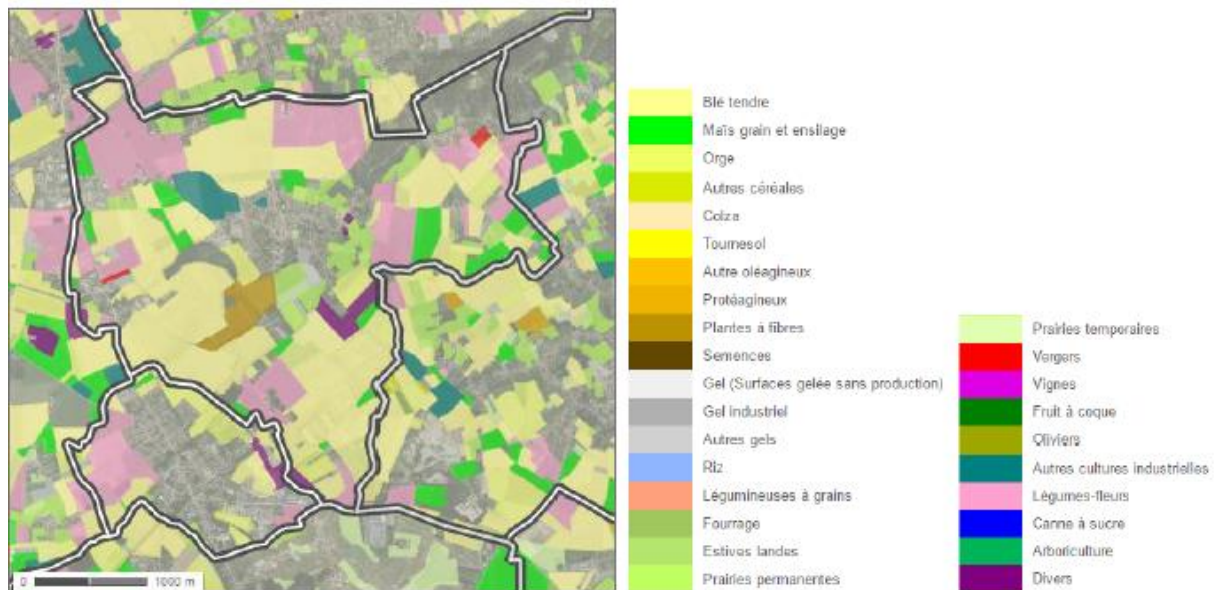 Blé tendre
Maïs grain et ensilage
Orge
Autres céréales
Colza
Tournesol
Autre oléagineux
Protéagineux
Plantes à fibres
Semences
Gel (Surfaces gelée sans production)
Gel industriel
Autres gels
Riz
Légumineuses à grains
Fourrage
Estives landes
Prairies permanentes
Prairies temporaires
Vergers
Vignes
Fruit à coque
Oliviers
Autres cultures industrielles
Légumes-fleurs
Canne à sucre
Arboriculture
Divers
0 1000 m